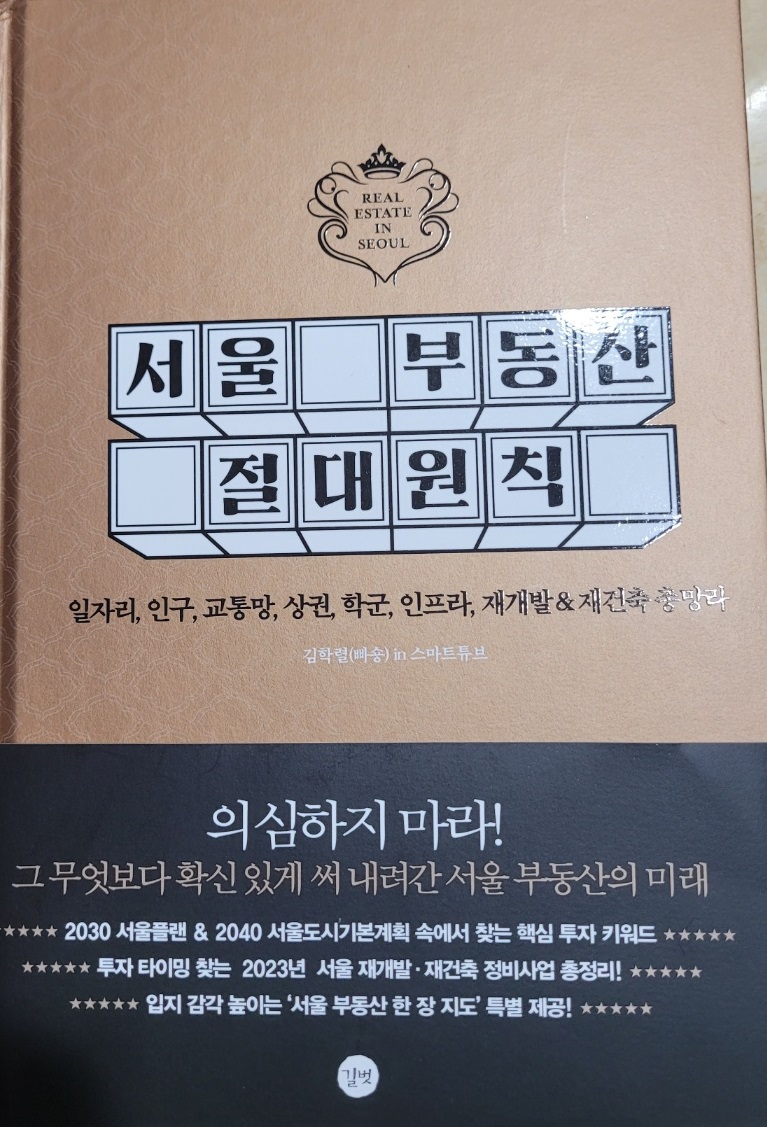 REAL
ESTATE
IN
SEOUL
서울 부동산
절대원칙
일자리, 인구, 교통망, 상권, 학군, 인프라, 재개발 & 재건축 총망라
김학렬(빠숑) in 스마트튜브
의심하지 마라!
그 무엇보다 확신 있게 써 내려간 서울 부동산의 미래
★★★★ 2030 서울플랜 & 2040 서울도시기본계획 속에서 찾는 핵심 투자 키워드 ★★★★★
★★★★★ 투자 타이밍 찾는 2023년 서울 재개발·재건축 정비사업 총정리! ★★★★★
★★★★★ 입지 감각 높이는 '서울 부동산 한 장 지도' 특별 제공! ★★★★★
길벗